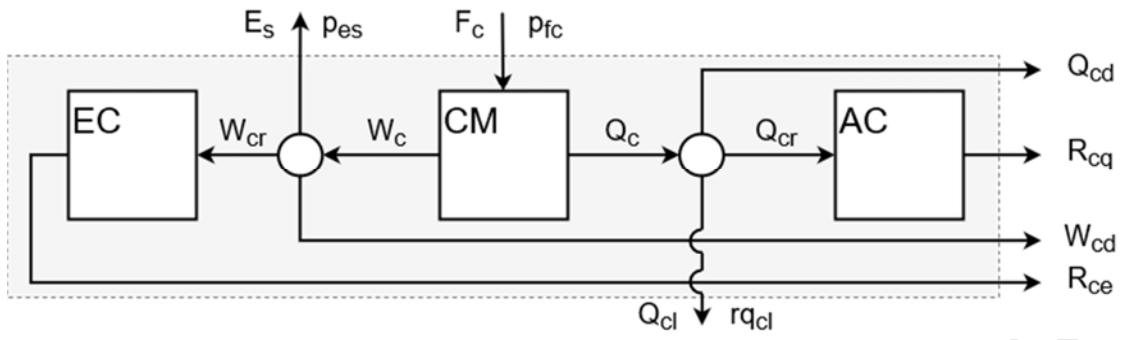 Es pes Fc pfc
Qcd
EC Wcr Wc CM Qc Qcr AC Rcq
Wcd
Rce
Qcl rqcl